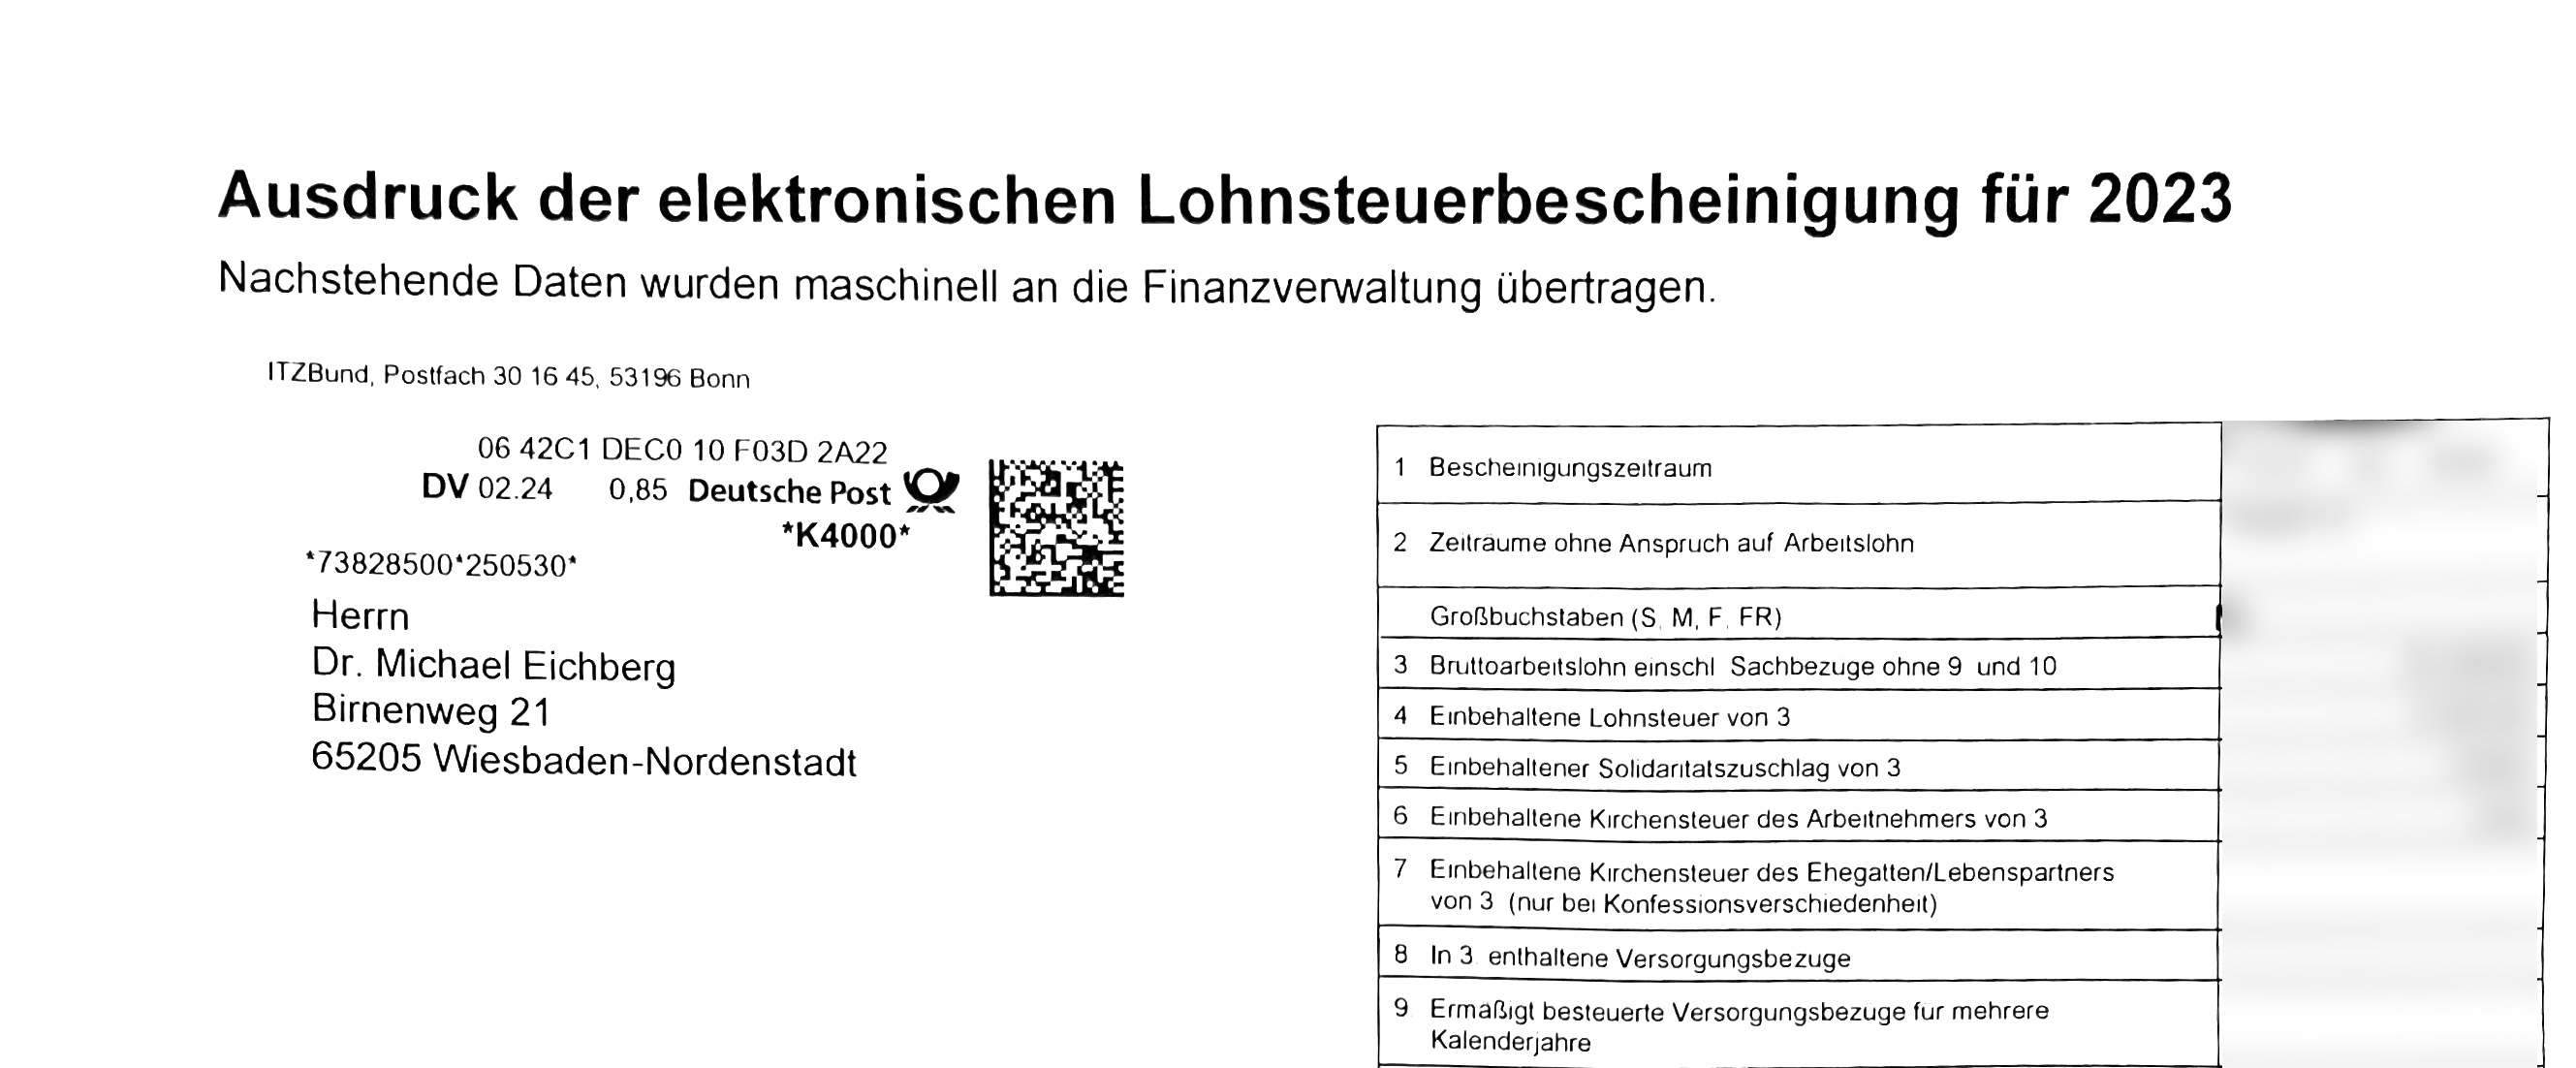 Ausdruck der elektronischen Lohnsteuerbescheinigung für 2023
Nachstehende Daten wurden maschinell an die Finanzverwaltung übertragen.
ITZBund, Postfach 30 16 45, 53196 Bonn
06 42C1 DEC0 10 F03D 2A22
DV 02.24 0,85 Deutsche Post
*K4000*
*73828500*250530*
Herrn
Dr. Michael Eichberg
Birnenweg 21
65205 Wiesbaden-Nordenstadt
1 Bescheinigungszeitraum
2 Zeiträume ohne Anspruch auf Arbeitslohn
Großbuchstaben (S, M, F, FR)
3 Bruttoarbeitslohn einschl Sachbezuge ohne 9 und 10
4 Einbehaltene Lohnsteuer von 3
5 Einbehaltener Solidaritatszuschlag von 3
6 Einbehaltene Kirchensteuer des Arbeitnehmers von 3
7 Einbehaltene Kirchensteuer des Ehegatten/Lebenspartners
von 3 (nur bei Konfessionsverschiedenheit)
8 In 3 enthaltene Versorgungsbezuge
9 Ermäßigt besteuerte Versorgungsbezuge für mehrere
Kalenderjahre